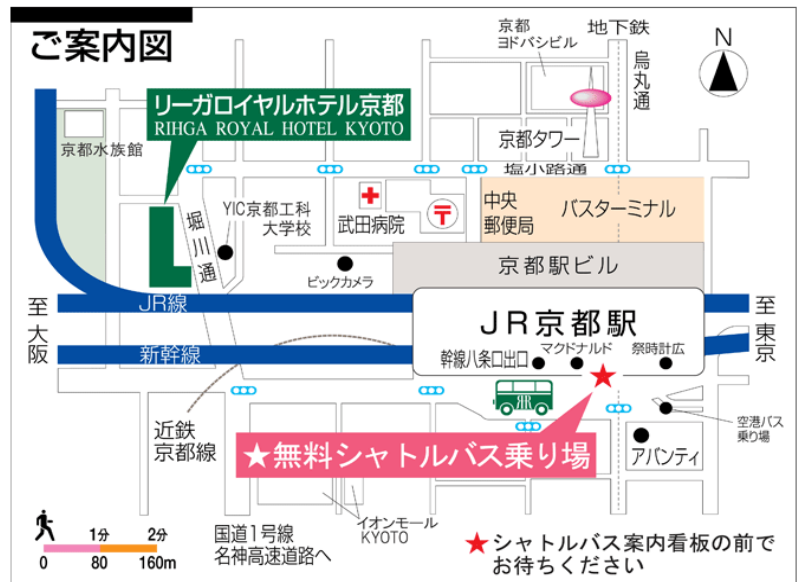 ご案内図
京都
ヨドバシビル
地下鉄
烏丸通
N
リーガロイヤルホテル京都
RIHGA ROYAL HOTEL KYOTO
京都水族館
京都タワー
塩小路通
YIC京都工科
大学校
堀川通
武田病院
中央
郵便局
バスターミナル
ビックカメラ
京都駅ビル
至大阪
JR線
JR京都駅
至東京
新幹線
幹線八条口出口
マクドナルド
祭時計広
近鉄
京都線
RR
★無料シャトルバス乗り場
空港バス
乗り場
アバンティ
イオンモール
KYOTO
国道1号線
名神高速道路へ
1分 2分
0 80 160m
★シャトルバス案内看板の前で
お待ちください